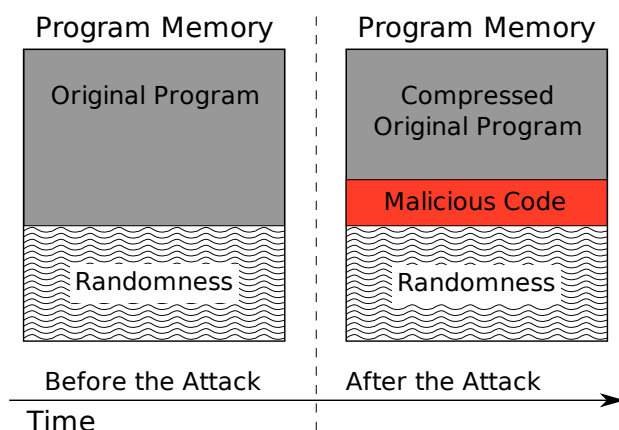 Program Memory
Original Program
Randomness
Before the Attack
Program Memory
Compressed
Original Program
Malicious Code
Randomness
After the Attack
Time